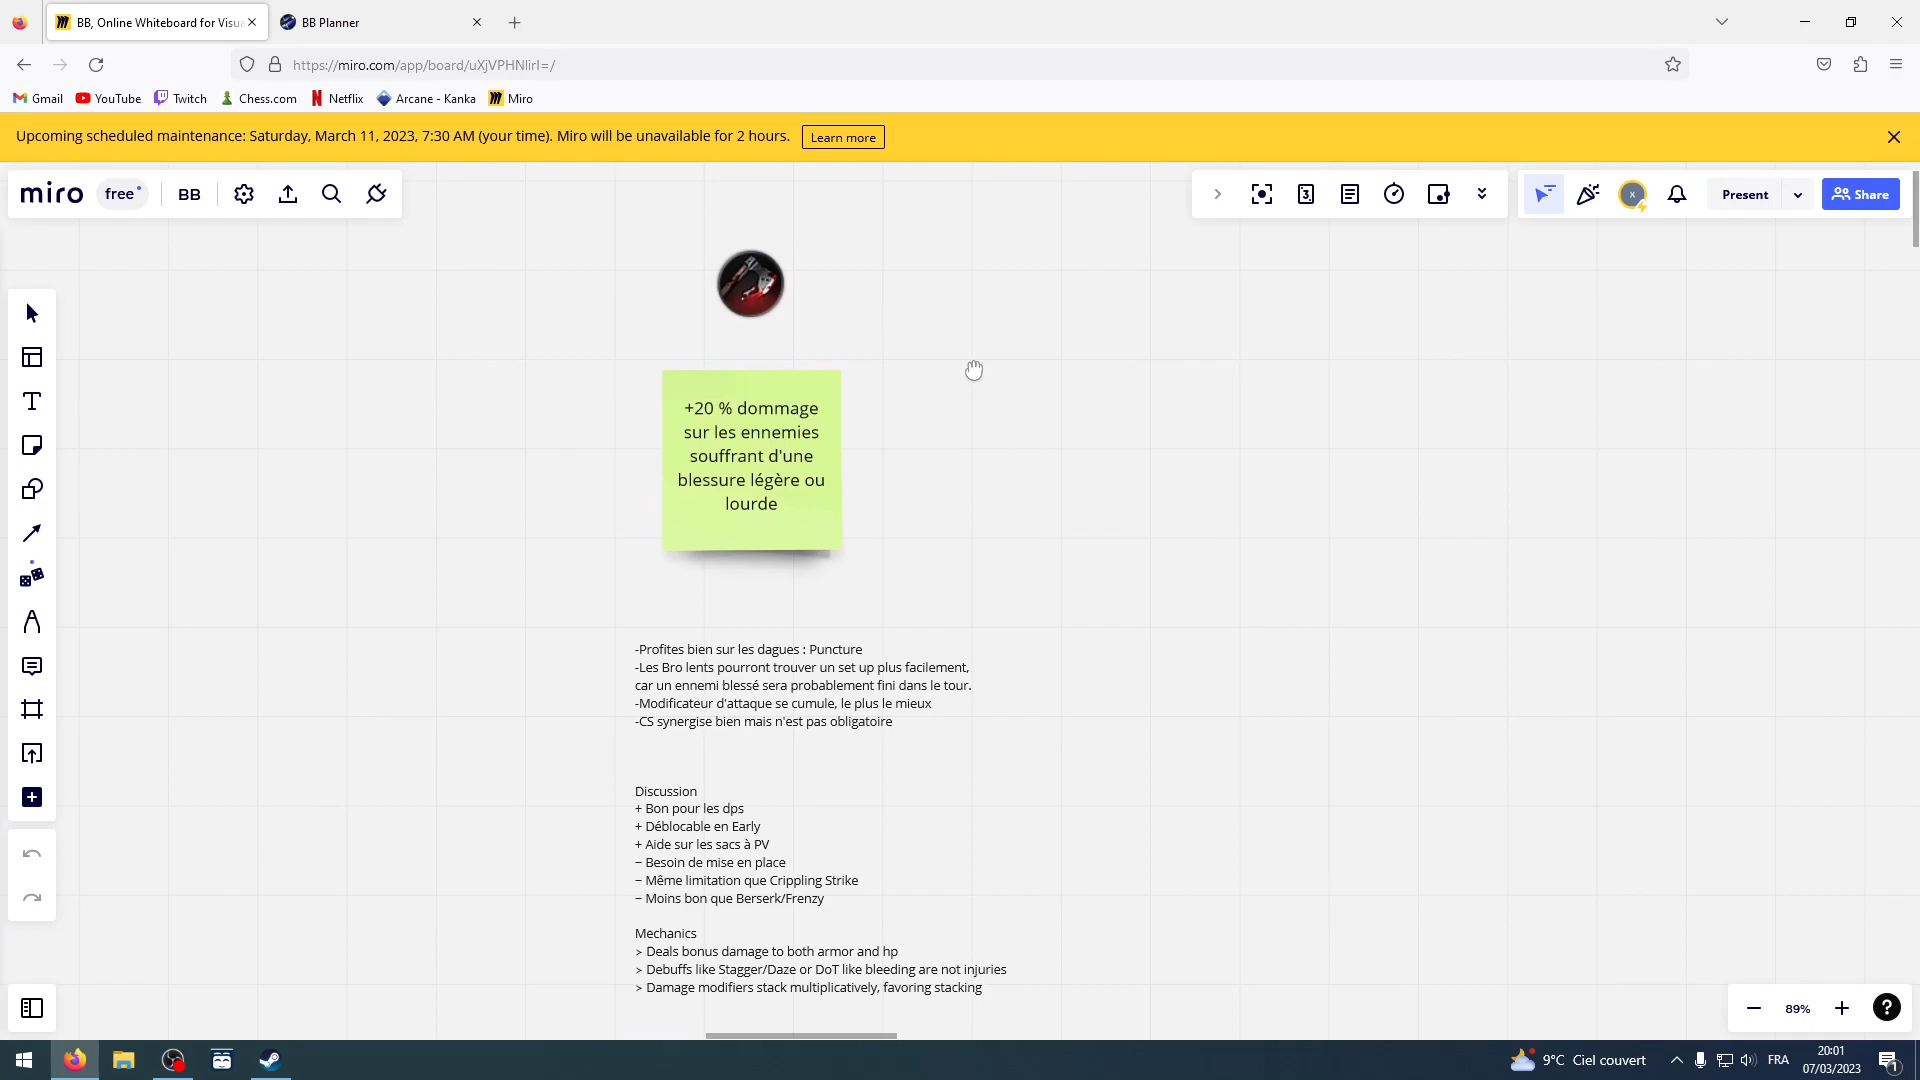 BB, Online Whiteboard for Visua
BB Planner
https://miro.com/app/board/uXjVPHNlirI=/
Gmail
YouTube
Twitch
Chess.com
Netflix
Arcane - Kanka
Miro
Upcoming scheduled maintenance: Saturday, March 11, 2023, 7:30 AM (your time). Miro will be unavailable for 2 hours.
Learn more
miro
free
BB
Present
Share
+20 % dommage
sur les ennemies
souffrant d'une
blessure légère ou
lourde
-Profites bien sur les dagues : Puncture
-Les Bro lents pourront trouver un set up plus facilement,
car un ennemi blessé sera probablement fini dans le tour.
-Modificateur d'attaque se cumule, le plus le mieux
-CS synergise bien mais n'est pas obligatoire
Discussion
+ Bon pour les dps
+ Déblocable en Early
+ Aide sur les sacs à PV
− Besoin de mise en place
− Même limitation que Crippling Strike
− Moins bon que Berserk/Frenzy
Mechanics
> Deals bonus damage to both armor and hp
> Debuffs like Stagger/Daze or DoT like bleeding are not injuries
> Damage modifiers stack multiplicatively, favoring stacking
89%
9°C Ciel couvert
FRA
20:01
07/03/2023
1